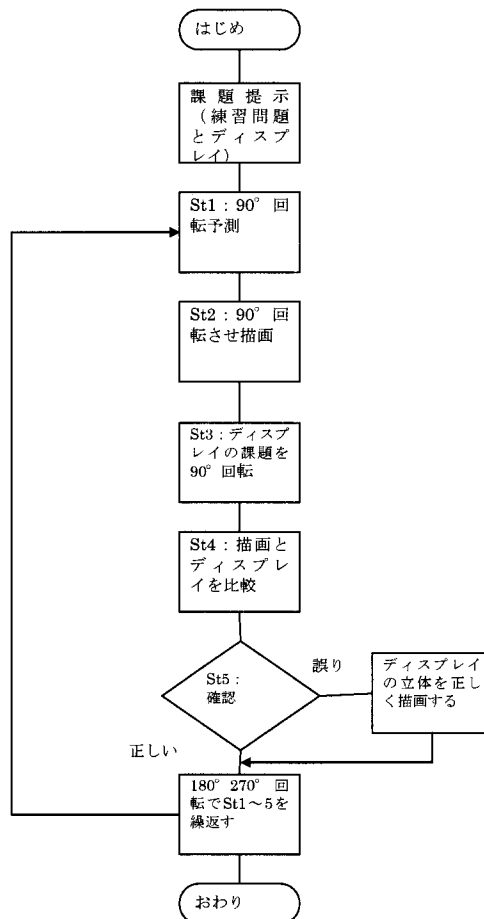 はじめ
課題提示
（練習問題
とディスプ
レイ）
St1：90° 回
転予測
St2：90° 回
転させ描画
St3：ディスプ
レイの課題を
90° 回転
St4：描画と
ディスプレ
イを比較
St5：
確認
誤り
ディスプレイ
の立体を正し
く描画する
正しい
180° 270° 回
転でSt1～5を
繰返す
おわり